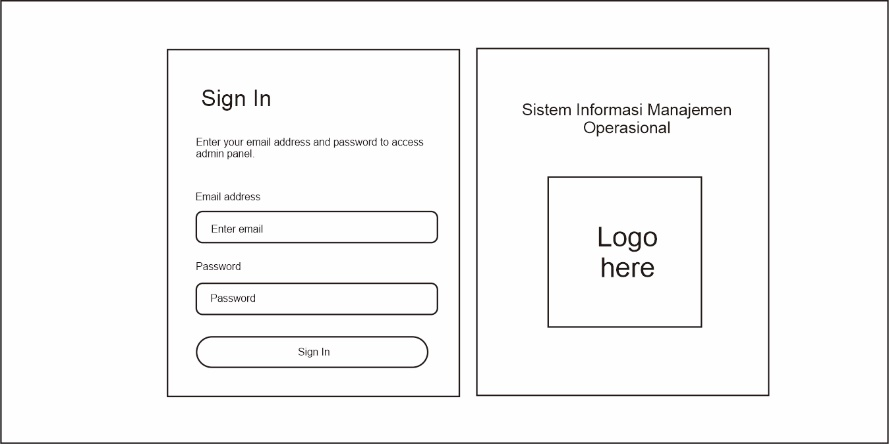 Sign In
Enter your email address and password to access
admin panel.
Email address
Enter email
Password
Password
Sign In
Sistem Informasi Manajemen
Operasional
Logo
here